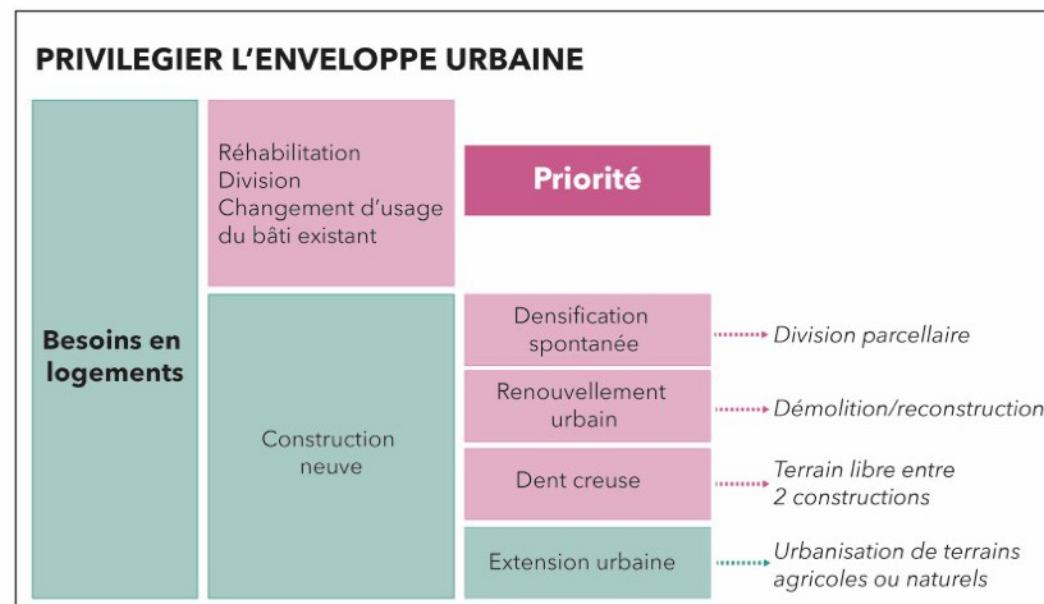 PRIVILEGIER L’ENVELOPPE URBAINE
Besoins en
logements
Réhabilitation
Division
Changement d’usage
du bâti existant
Priorité
Construction
neuve
Densification
spontanée
Division parcellaire
Renouvellement
urbain
Démolition/reconstruction
Dent creuse
Terrain libre entre
2 constructions
Extension urbaine
Urbanisation de terrains
agricoles ou naturels